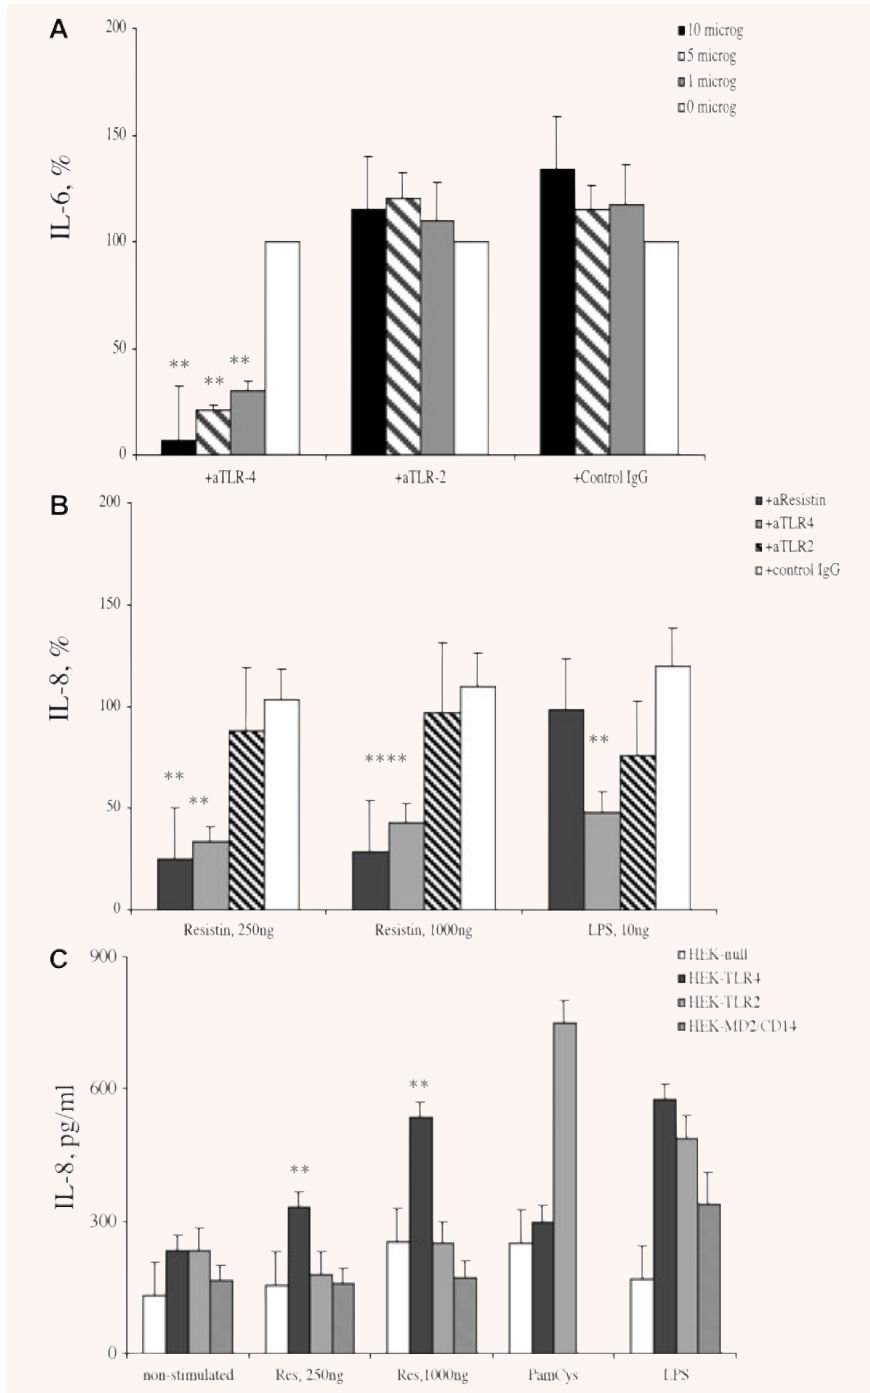 A
200
150
100
50
0
IL-6, %
10 microg
5 microg
1 microg
0 microg
**
**
**
+aTLR-4
+aTLR-2
+Control IgG
B
200
150
100
50
0
IL-8, %
+aResistin
+aTLR4
+aTLR2
+control IgG
**
**
****
**
Resistin, 250ng
Resistin, 1000ng
LPS, 10ng
C
900
600
300
0
IL-8, pg/ml
HEK-null
HEK-TLR4
HEK-TLR2
HEK-MD2/CD14
**
**
non-stimulated
Res, 250ng
Res,1000ng
PamCys
LPS